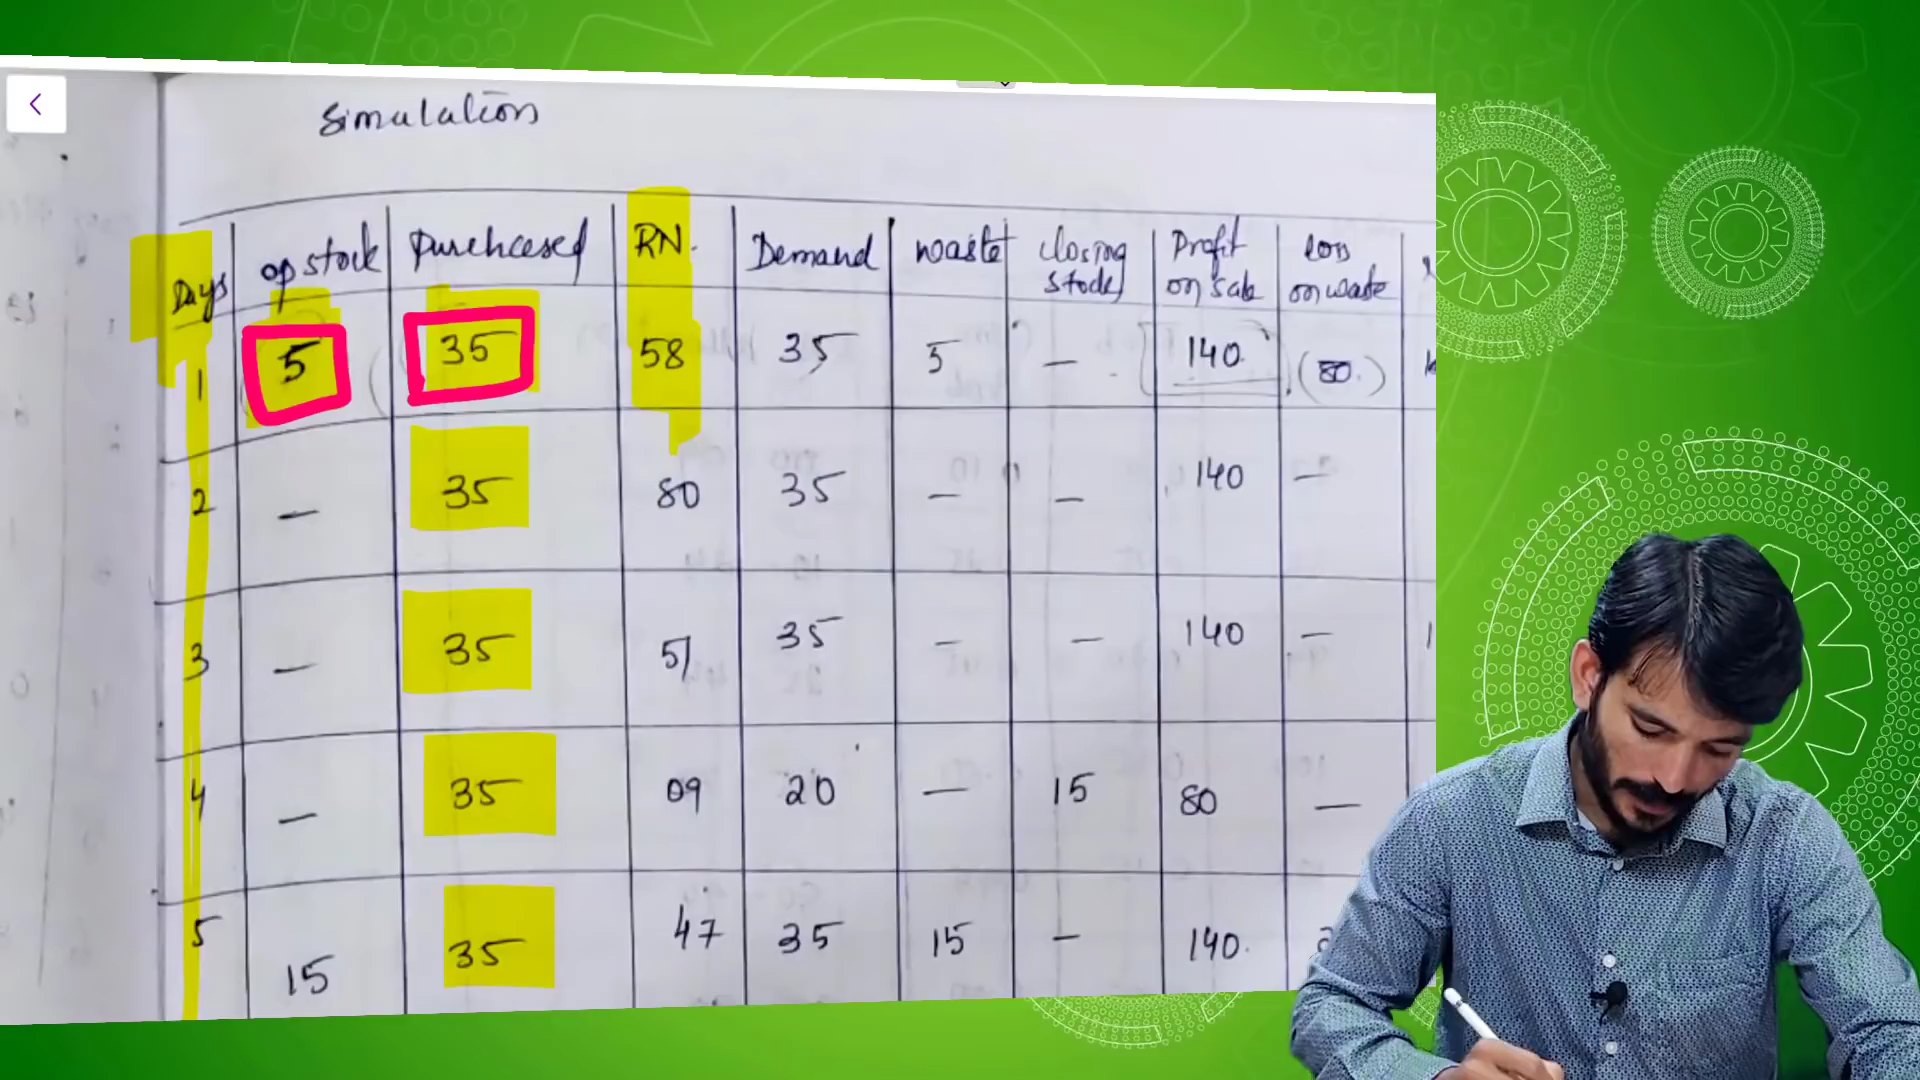 Simulation
Days op stock purchased RN. Demand waste closing stock Profit on sale loss on waste
1 5 35 58 35 5 — 140. (80.)
2 — 35 80 35 — — 140 —
3 — 35 51 35 — — 140 —
4 — 35 09 20 — 15 80 —
5 15 35 47 35 15 — 140.